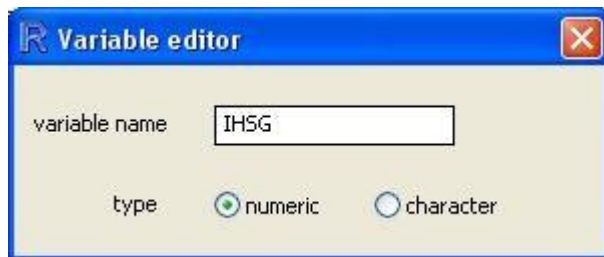 R Variable editor
variable name IHSG
type numeric character